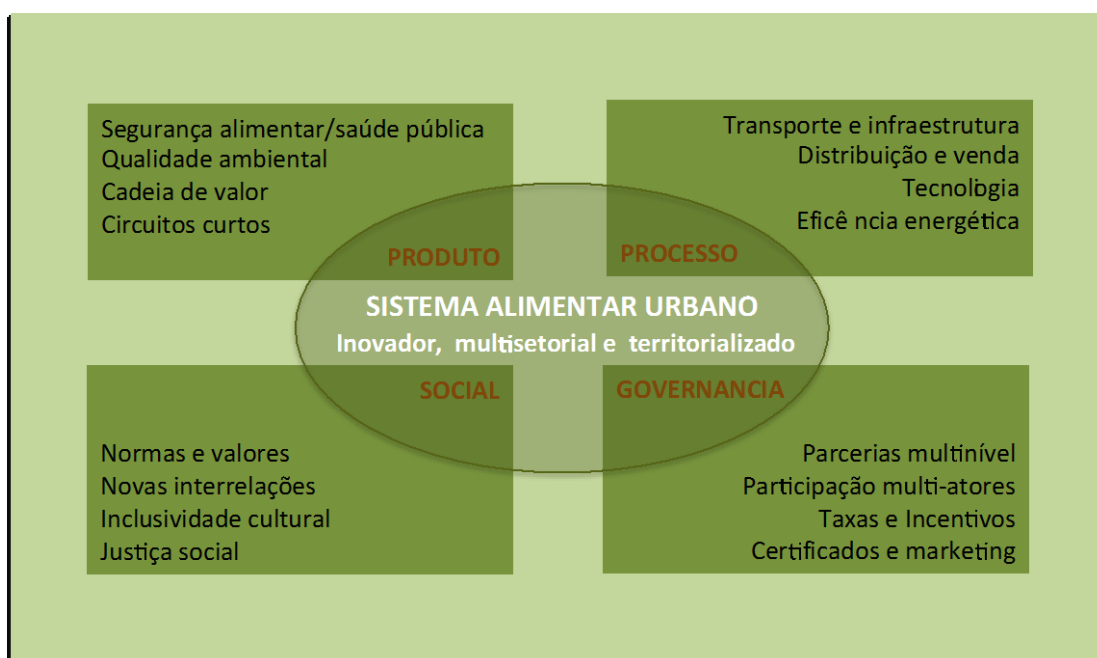 Segurança alimentar/saúde pública
Qualidade ambiental
Cadeia de valor
Circuitos curtos
PRODUTO
Transporte e infraestrutura
Distribuição e venda
Tecnologia
Eficê ncia energética
PROCESSO
SISTEMA ALIMENTAR URBANO
Inovador, multisetorial e territorializado
SOCIAL
Normas e valores
Novas interrelações
Inclusividade cultural
Justiça social
GOVERNANCIA
Parcerias multinível
Participação multi-atores
Taxas e Incentivos
Certificados e marketing